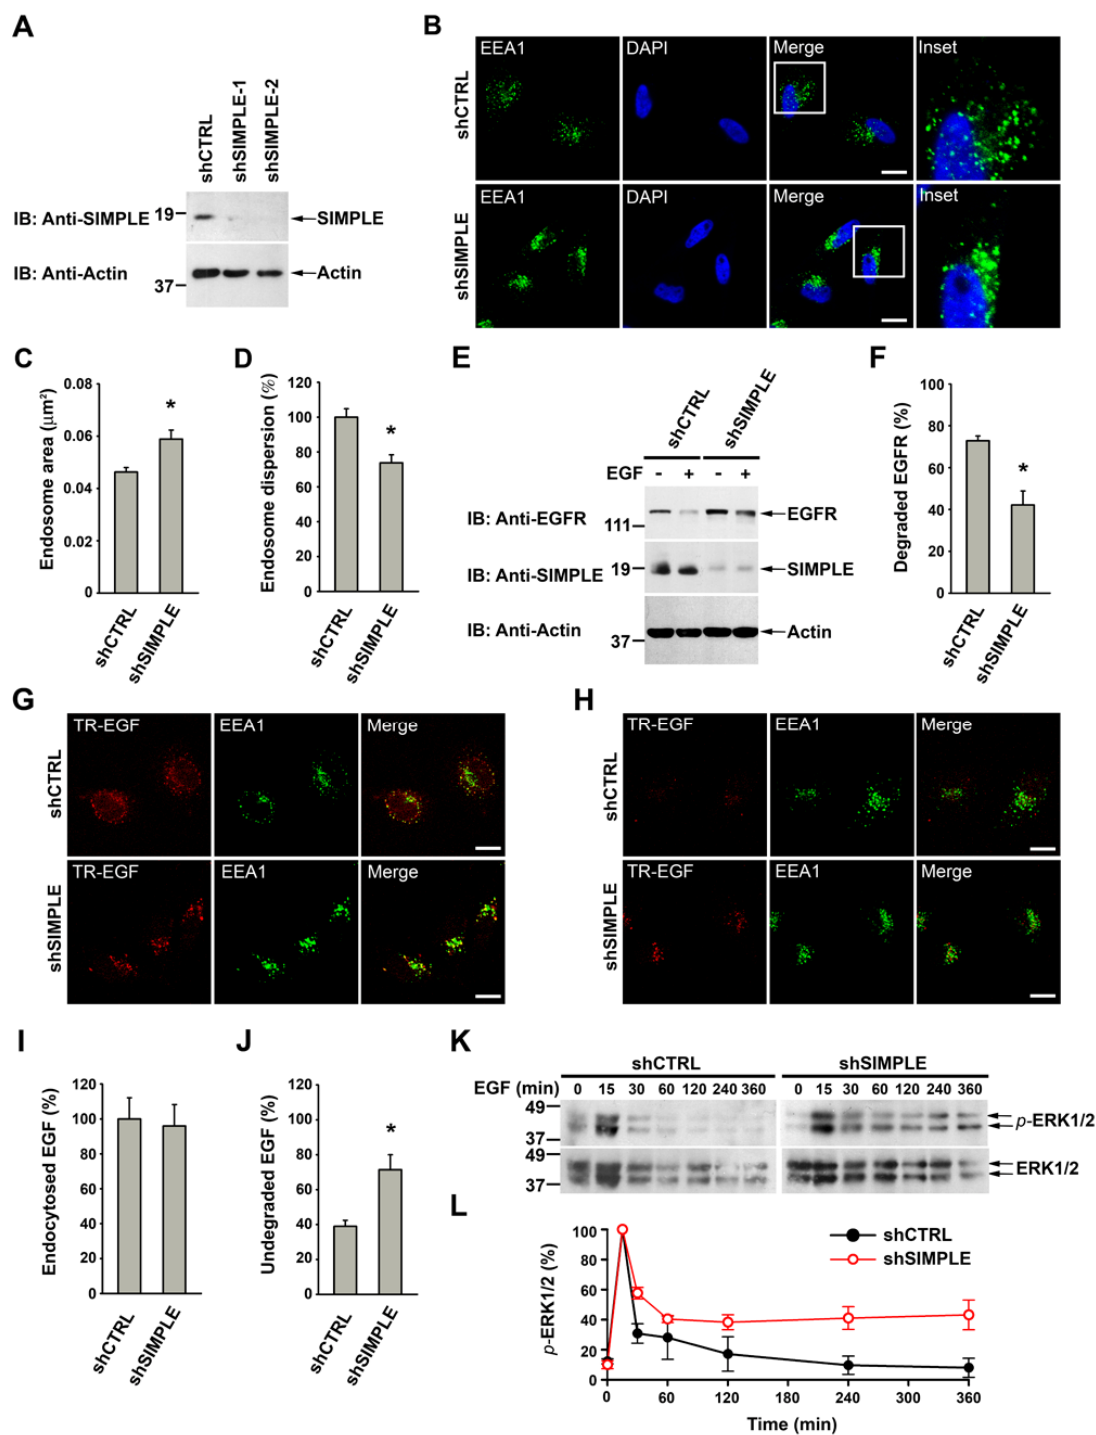 A
shCTRL
shSIMPLE-1
shSIMPLE-2
IB: Anti-SIMPLE
19
SIMPLE
IB: Anti-Actin
37
Actin
B
shCTRL
EEA1
DAPI
Merge
Inset
shSIMPLE
EEA1
DAPI
Merge
Inset
C
Endosome area (µm²)
0.08
0.06
0.04
0.02
0
*
shCTRL
shSIMPLE
D
Endosome dispersion (%)
120
100
80
60
40
20
0
*
shCTRL
shSIMPLE
E
shCTRL
shSIMPLE
EGF - + - +
IB: Anti-EGFR
111
EGFR
IB: Anti-SIMPLE
19
SIMPLE
IB: Anti-Actin
37
Actin
F
Degraded EGFR (%)
100
80
60
40
20
0
*
shCTRL
shSIMPLE
G
shCTRL
TR-EGF
EEA1
Merge
shSIMPLE
TR-EGF
EEA1
Merge
H
shCTRL
TR-EGF
EEA1
Merge
shSIMPLE
TR-EGF
EEA1
Merge
I
Endocytosed EGF (%)
120
100
80
60
40
20
0
shCTRL
shSIMPLE
J
Undegraded EGF (%)
120
100
80
60
40
20
0
*
shCTRL
shSIMPLE
K
shCTRL
shSIMPLE
EGF (min) 0 15 30 60 120 240 360 0 15 30 60 120 240 360
49
37
p-ERK1/2
49
37
ERK1/2
L
p-ERK1/2 (%)
100
80
60
40
20
0
shCTRL
shSIMPLE
0 60 120 180 240 300 360
Time (min)